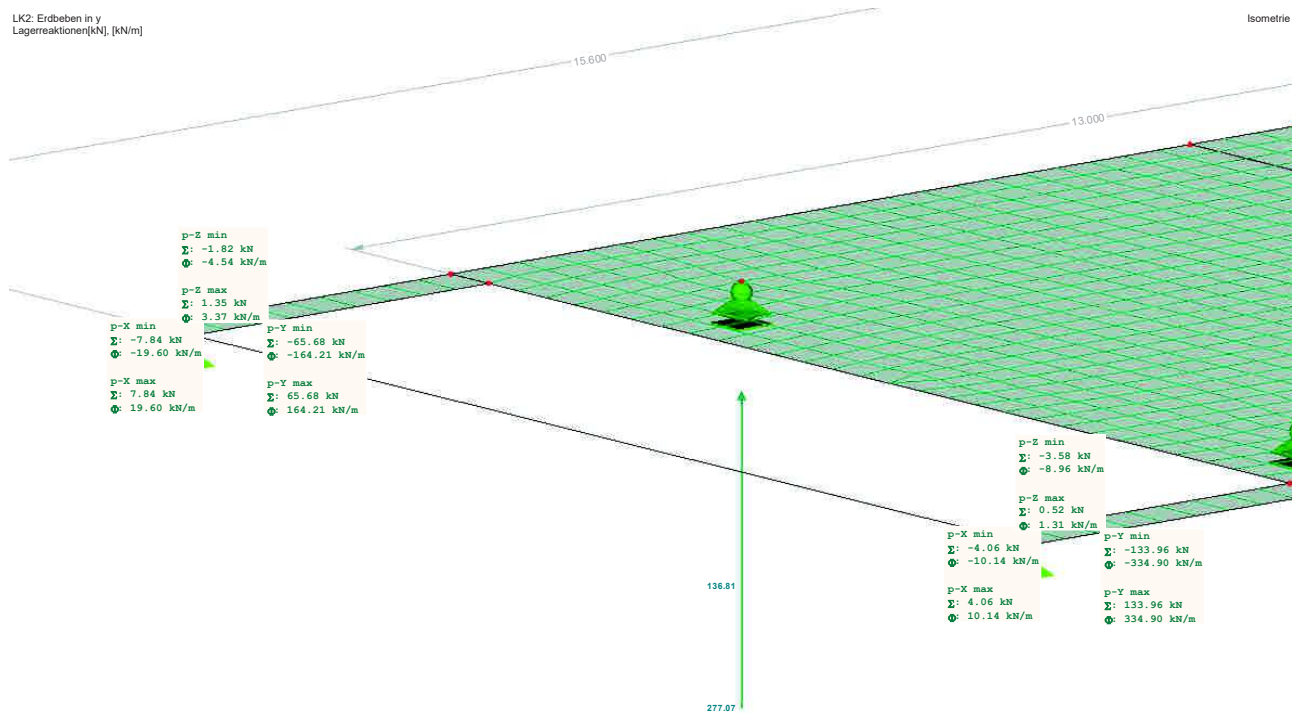 LK2: Erdbeben in y
Lagerreaktionen[kN], [kN/m]
Isometrie
15.600
13.000
p-Z min
Σ: -1.82 kN
Φ: -4.54 kN/m
p-Z max
Σ: 1.35 kN
Φ: 3.37 kN/m
p-X min
Σ: -7.84 kN
Φ: -19.60 kN/m
p-X max
Σ: 7.84 kN
Φ: 19.60 kN/m
p-Y min
Σ: -65.68 kN
Φ: -164.21 kN/m
p-Y max
Σ: 65.68 kN
Φ: 164.21 kN/m
p-Z min
Σ: -3.58 kN
Φ: -8.96 kN/m
p-Z max
Σ: 0.52 kN
Φ: 1.31 kN/m
p-X min
Σ: -4.06 kN
Φ: -10.14 kN/m
p-X max
Σ: 4.06 kN
Φ: 10.14 kN/m
p-Y min
Σ: -133.96 kN
Φ: -334.90 kN/m
p-Y max
Σ: 133.96 kN
Φ: 334.90 kN/m
136.81
277.07